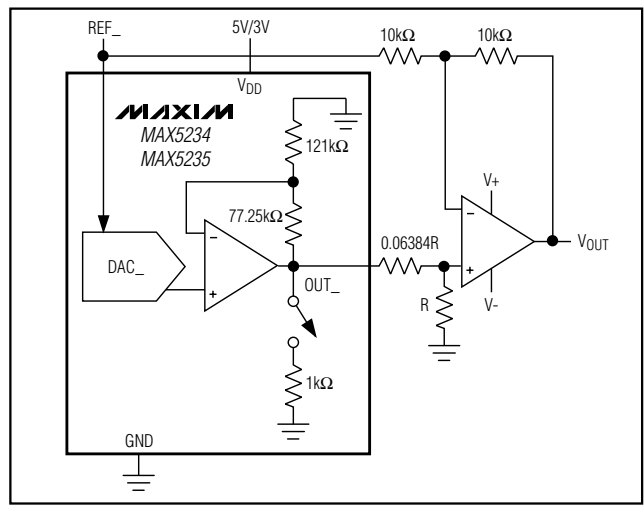 REF_
5V/3V
10kΩ
10kΩ
VDD
MAXIM
MAX5234
MAX5235
121kΩ
77.25kΩ
V+
−
DAC_
−
+
0.06384R
VOUT
OUT_
+
R
V-
1kΩ
GND